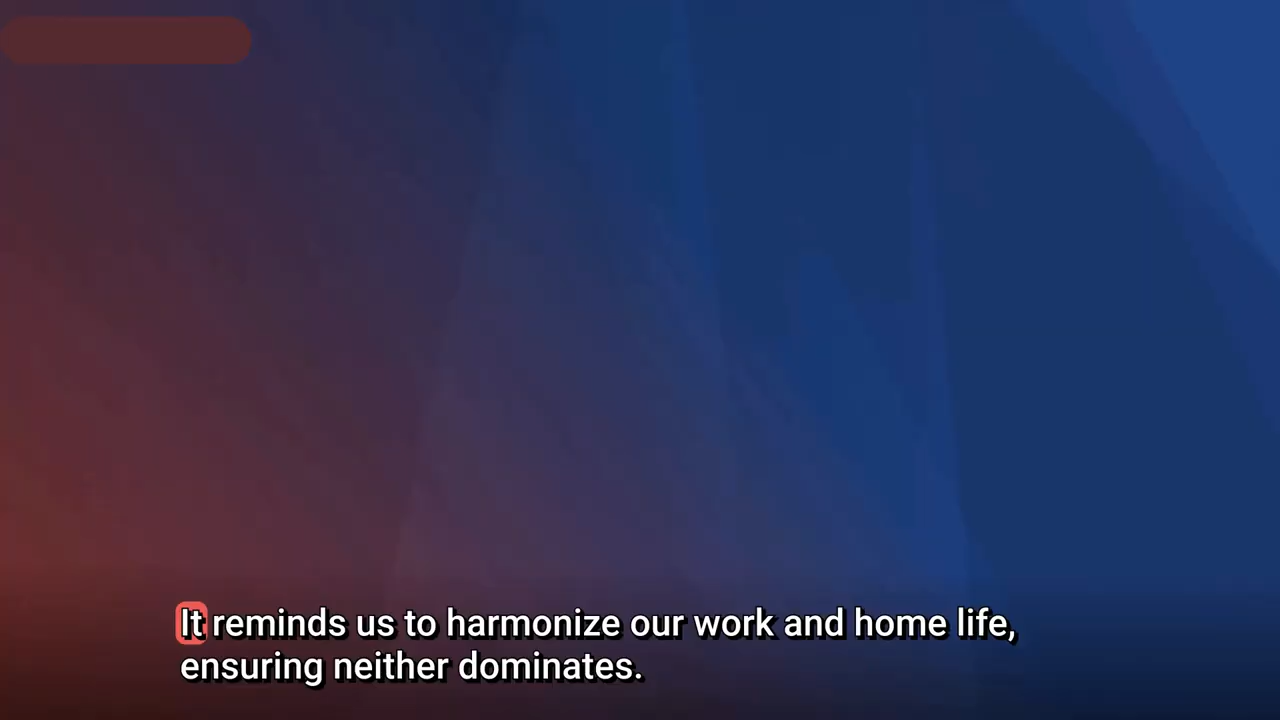 It reminds us to harmonize our work and home life,
ensuring neither dominates.